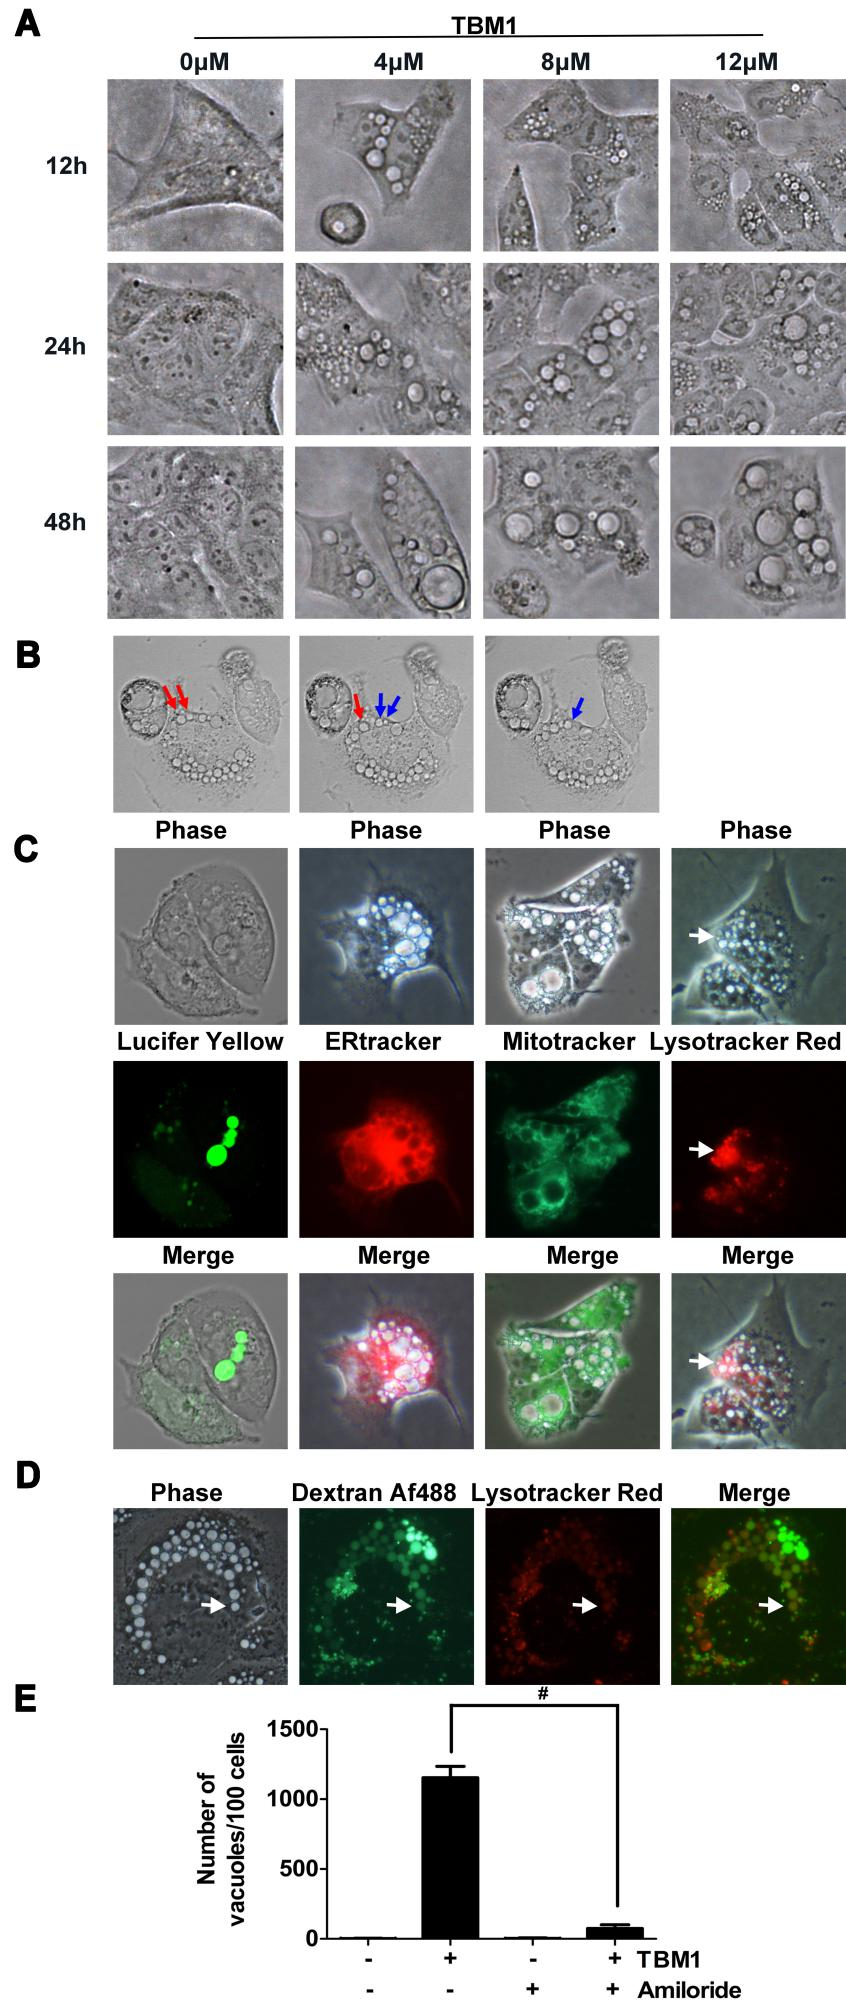 A
TBM1
0µM 4µM 8µM 12µM
12h
24h
48h
B
C
Phase Phase Phase Phase
Lucifer Yellow ERtracker Mitotracker Lysotracker Red
Merge Merge Merge Merge
D
Phase Dextran Af488 Lysotracker Red Merge
E
#
Number of
vacuoles/100 cells
1500
1000
500
0
- + - + TBM1
- - + + Amiloride